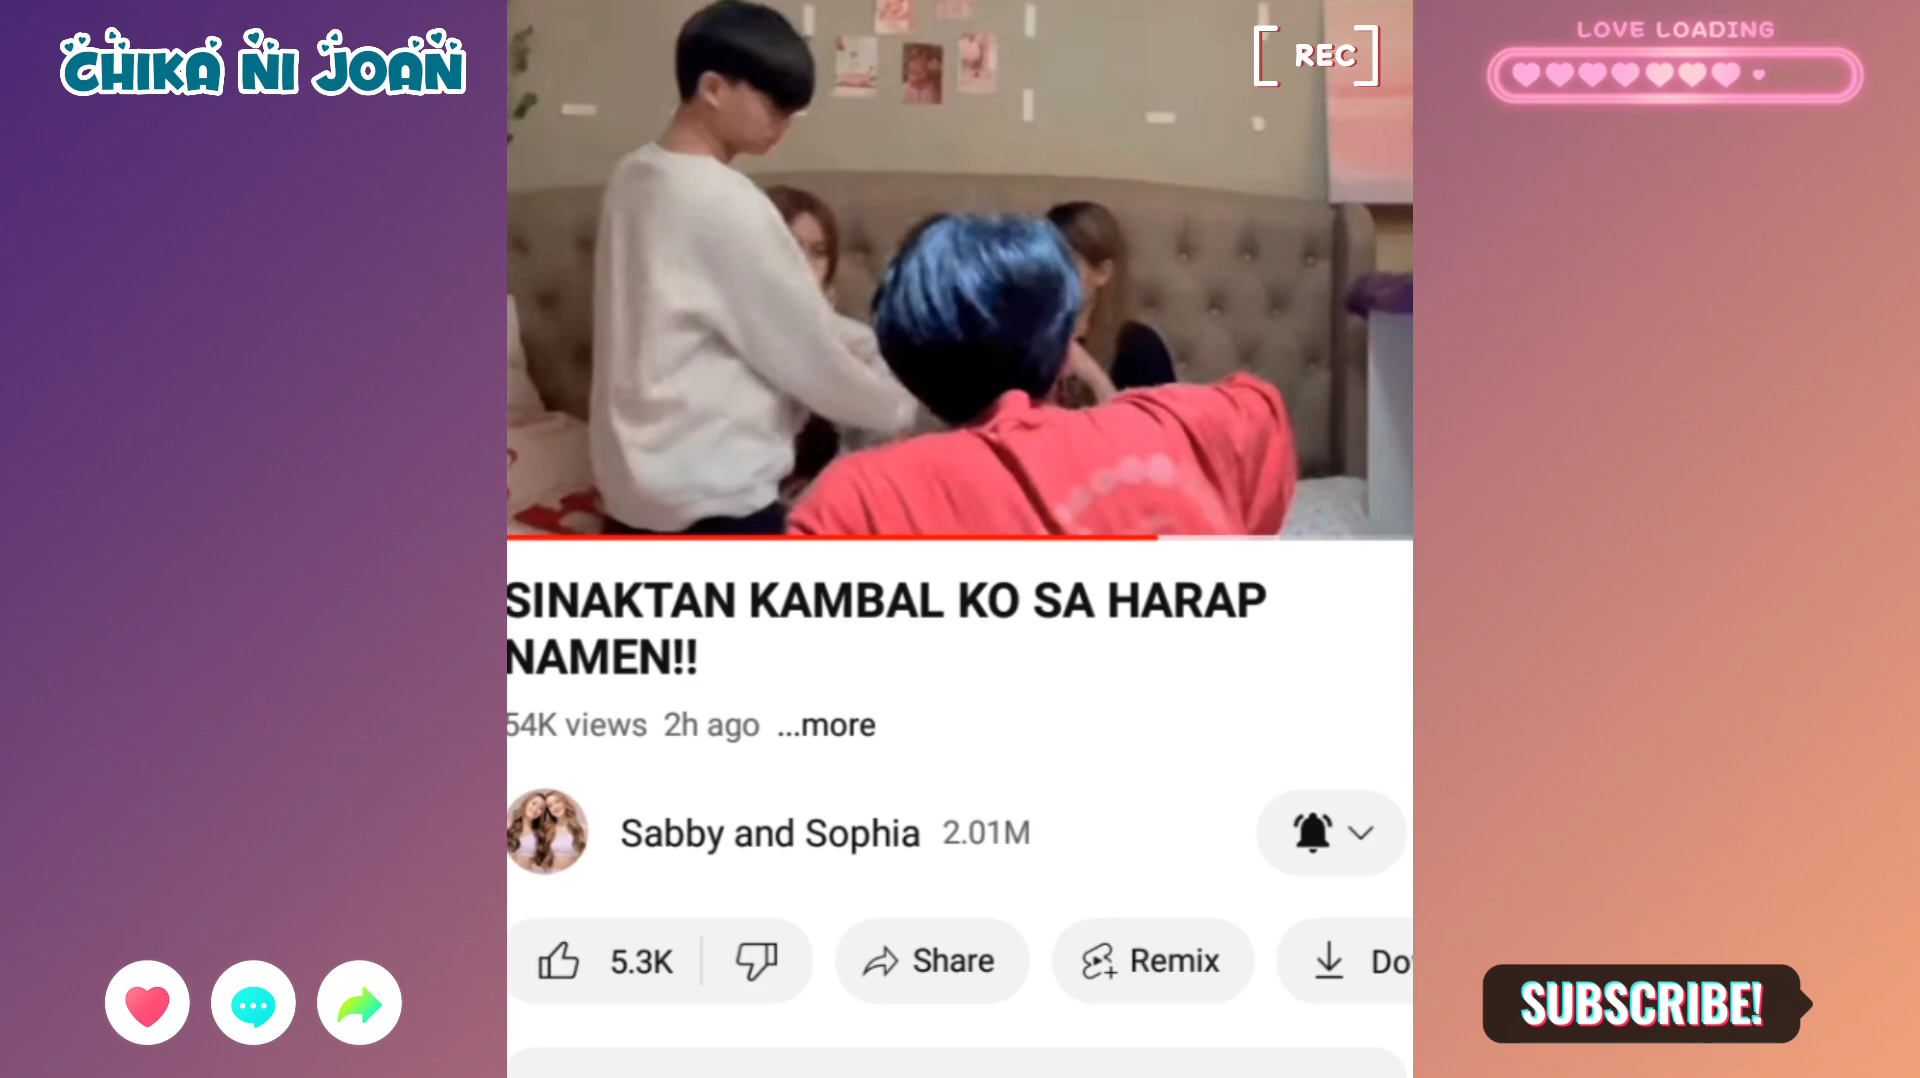 CHIKA NI JOAN
REC
LOVE LOADING
SINAKTAN KAMBAL KO SA HARAP
NAMEN!!
54K views 2h ago ...more
Sabby and Sophia 2.01M
5.3K
Share
Remix
SUBSCRIBE!